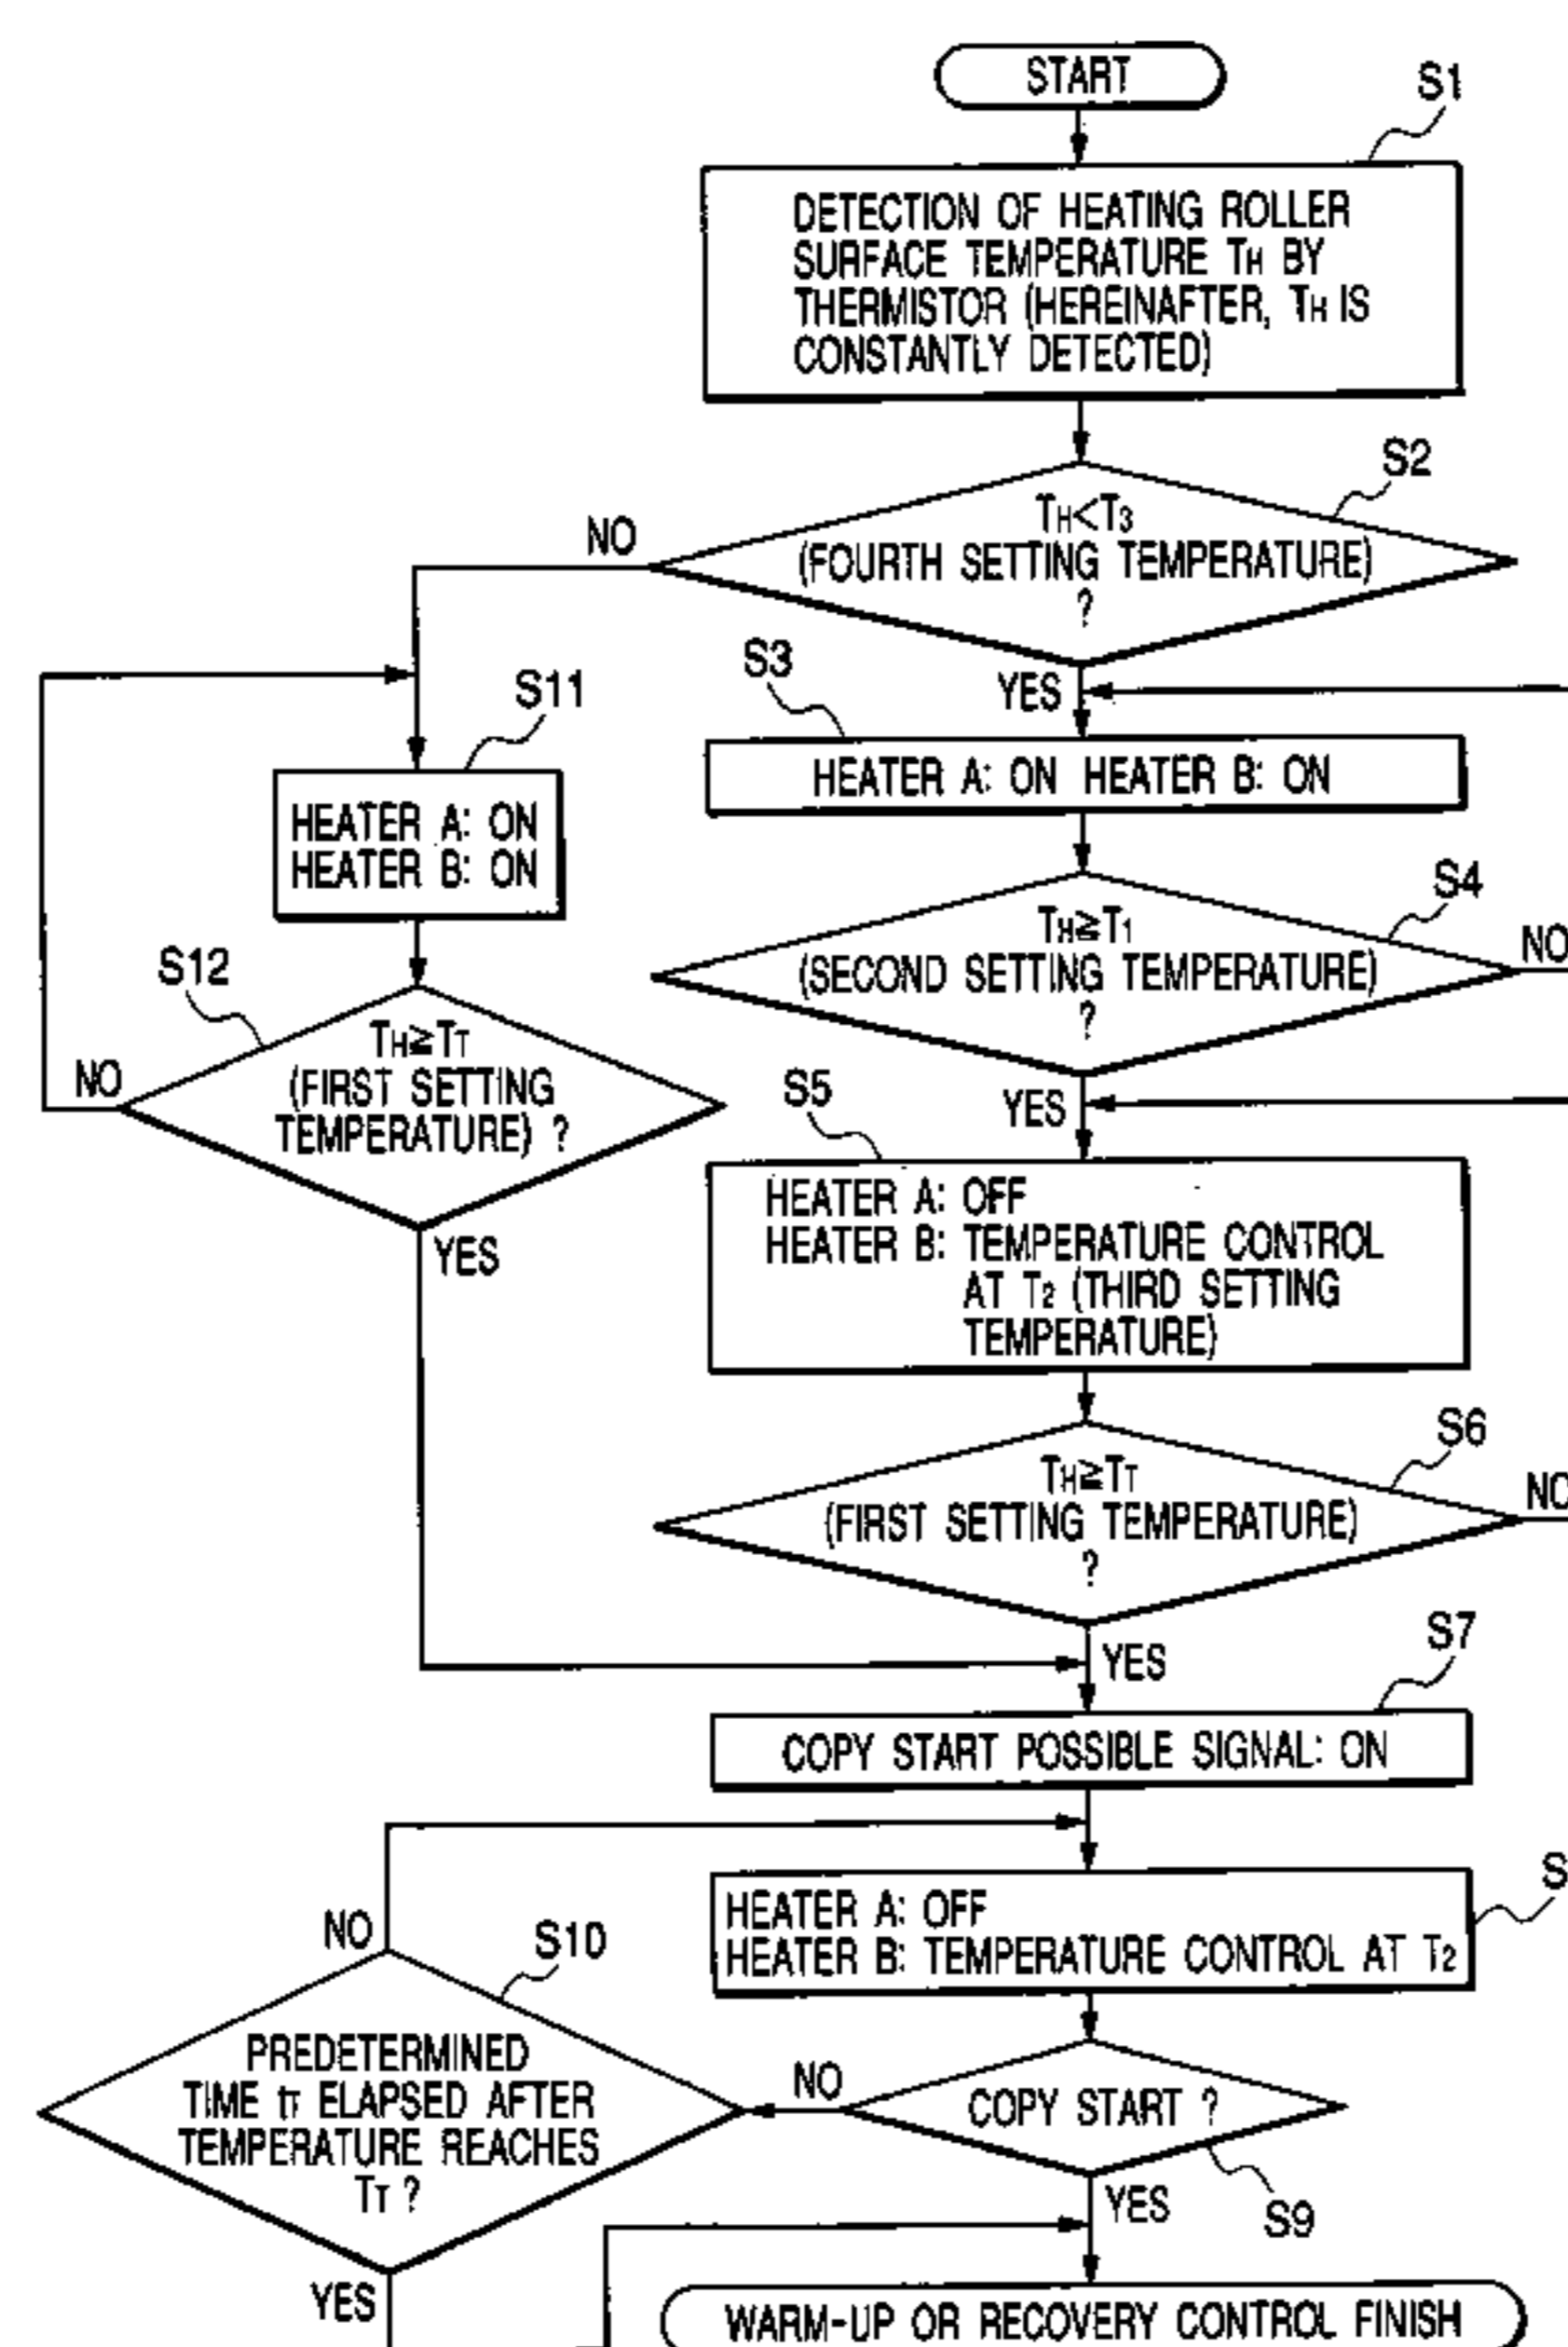 START
S1
DETECTION OF HEATING ROLLER
SURFACE TEMPERATURE TH BY
THERMISTOR (HEREINAFTER, TH IS
CONSTANTLY DETECTED)
S2
TH<T3
(FOURTH SETTING TEMPERATURE)
?
NO
YES
S3
HEATER A: ON HEATER B: ON
S11
HEATER A: ON
HEATER B: ON
S4
TH≧T1
(SECOND SETTING TEMPERATURE)
?
NO
YES
S12
TH≧TT
(FIRST SETTING
TEMPERATURE) ?
NO
YES
S5
HEATER A: OFF
HEATER B: TEMPERATURE CONTROL
AT T2 (THIRD SETTING
TEMPERATURE)
S6
TH≧TT
(FIRST SETTING TEMPERATURE)
?
NO
YES
S7
COPY START POSSIBLE SIGNAL: ON
S
HEATER A: OFF
HEATER B: TEMPERATURE CONTROL AT T2
NO
S10
PREDETERMINED
TIME tT ELAPSED AFTER
TEMPERATURE REACHES
TT ?
NO
COPY START ?
S9
YES
YES
WARM-UP OR RECOVERY CONTROL FINISH